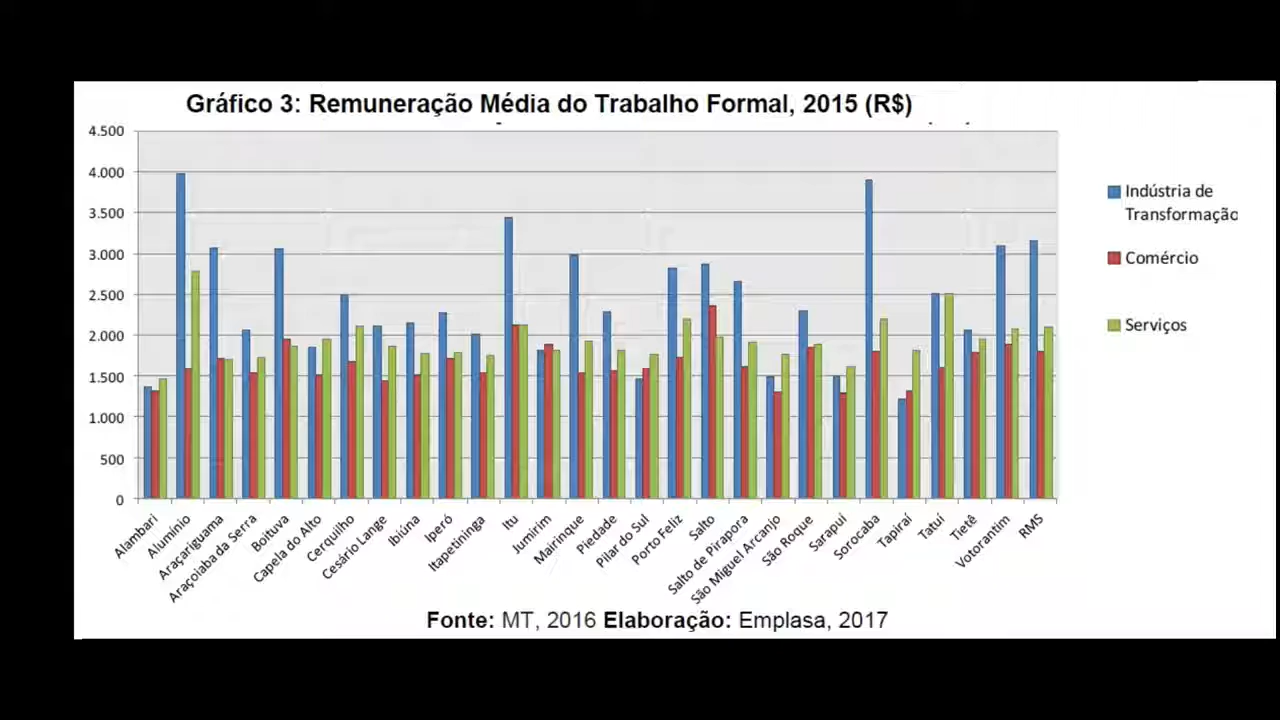 Gráfico 3: Remuneração Média do Trabalho Formal, 2015 (R$)
4.500
4.000
3.500
3.000
2.500
2.000
1.500
1.000
500
0
Alambari
Alumínio
Araçariguama
Araçoiaba da Serra
Boituva
Capela do Alto
Cerquilho
Cesário Lange
Ibiúna
Iperó
Itapetininga
Itu
Jumirim
Mairinque
Piedade
Pilar do Sul
Porto Feliz
Salto
Salto de Pirapora
São Miguel Arcanjo
São Roque
Sarapuí
Sorocaba
Tapiraí
Tatuí
Tietê
Votorantim
RMS
Indústria de
Transformação
Comércio
Serviços
Fonte: MT, 2016 Elaboração: Emplasa, 2017